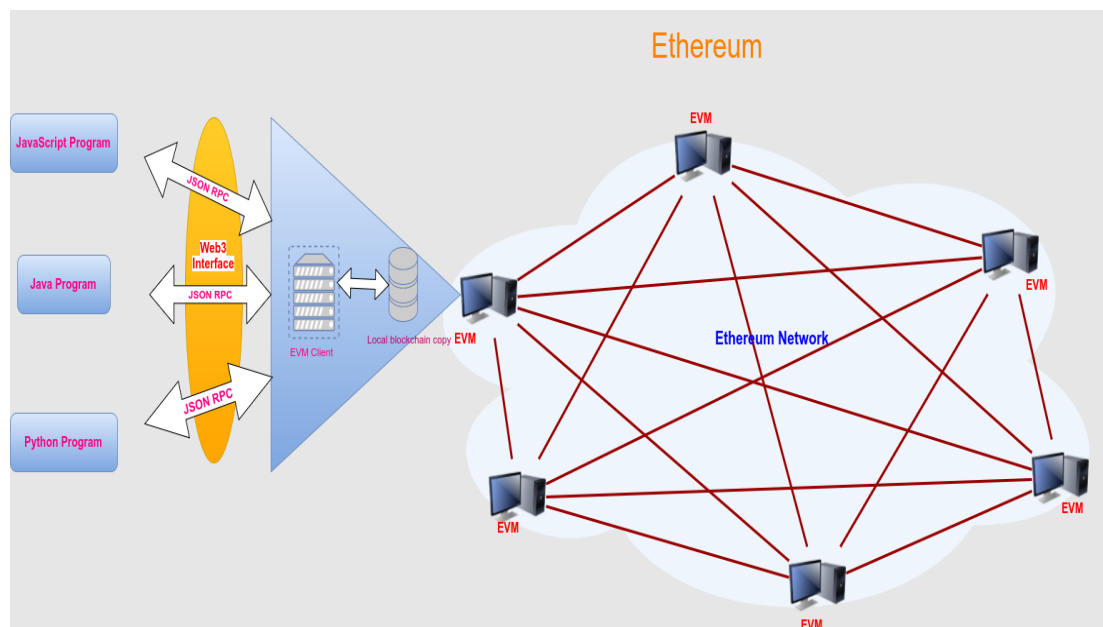 Ethereum
JavaScript Program
Java Program
Python Program
JSON RPC
Web3
Interface
JSON RPC
JSON RPC
EVM Client
Local blockchain copy
EVM
EVM
EVM
Ethereum Network
EVM
EVM
EVM